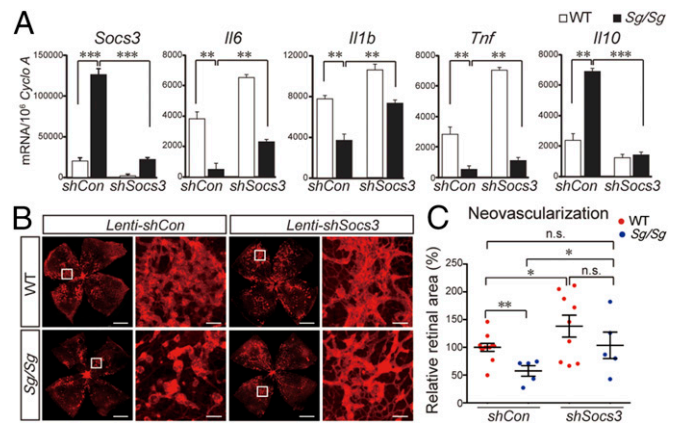 A
WT Sg/Sg
Socs3 Il6 Il1b Tnf Il10
mRNA/10⁶ Cyclo A
*** *** ** ** ** ** ** ** ** ***
150000 8000 12000 8000 8000
100000 6000 8000 6000 6000
50000 4000 4000 4000 4000
2000 2000 2000
0 0 0 0 0
shCon shSocs3 shCon shSocs3 shCon shSocs3 shCon shSocs3 shCon shSocs3
B
Lenti-shCon Lenti-shSocs3
WT
Sg/Sg
C
Neovascularization
WT
Sg/Sg
n.s.
*
* n.s.
**
Relative retinal area (%)
250
200
150
100
50
0
shCon shSocs3